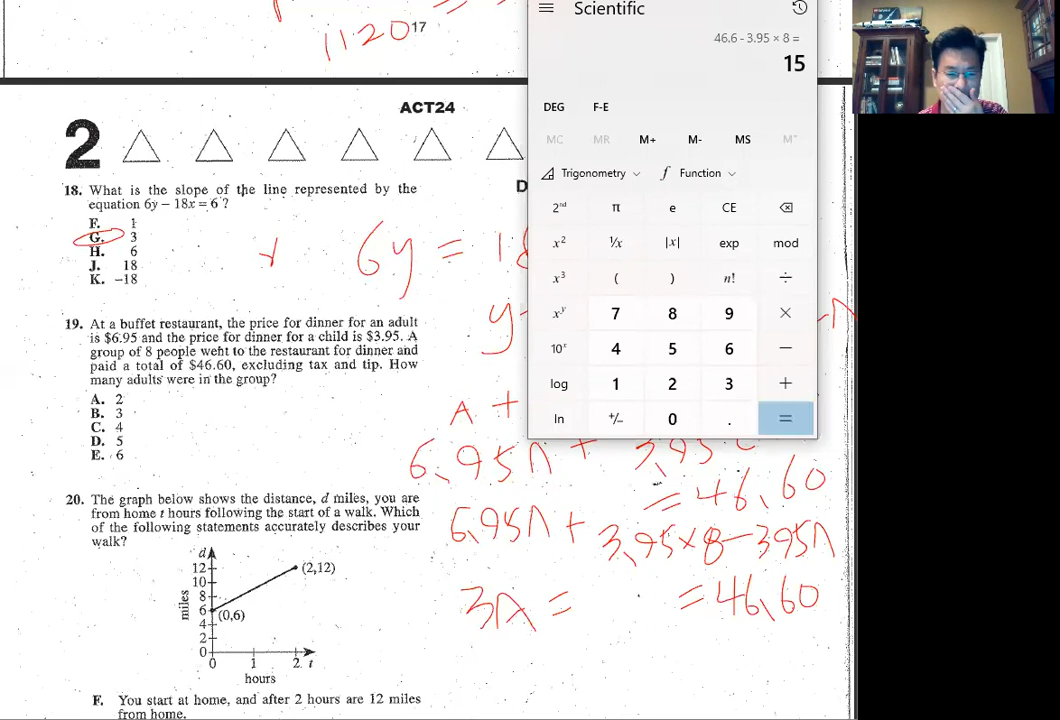 1120
17
Scientific
46.6 - 3.95 × 8 =
15
DEG F-E
MC MR M+ M- MS M˅
Trigonometry f Function
2ⁿᵈ π e CE
x² ¹/x |x| exp mod
x³ ( ) n! ÷
xʸ 7 8 9 ×
10ˣ 4 5 6 −
log 1 2 3 +
ln +/− 0 . =
ACT24
2
18. What is the slope of the line represented by the
equation 6y – 18x = 6 ?
F. 1
G. 3
H. 6
J. 18
K. –18
6y = 18
y
19. At a buffet restaurant, the price for dinner for an adult
is $6.95 and the price for dinner for a child is $3.95. A
group of 8 people went to the restaurant for dinner and
paid a total of $46.60, excluding tax and tip. How
many adults were in the group?
A. 2
B. 3
C. 4
D. 5
E. 6
A +
6.95A + 3.95C
= 46.60
6.95A + 3.95×8-3.95A
3A = = 46.60
20. The graph below shows the distance, d miles, you are
from home t hours following the start of a walk. Which
of the following statements accurately describes your
walk?
d
12
10
8
6
4
2
0
miles
(2,12)
(0,6)
0 1 2 t
hours
F. You start at home, and after 2 hours are 12 miles
from home.